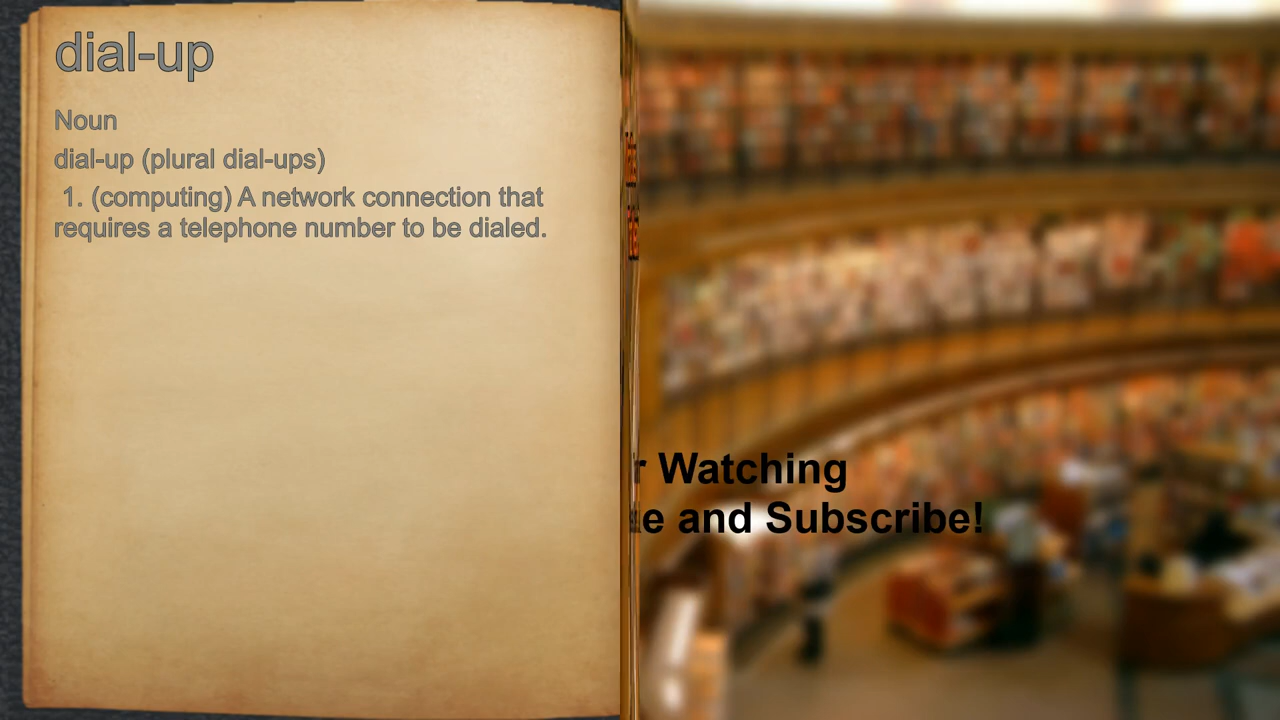 dial-up
Noun
dial-up (plural dial-ups)
1. (computing) A network connection that
requires a telephone number to be dialed.
Watching
and Subscribe!